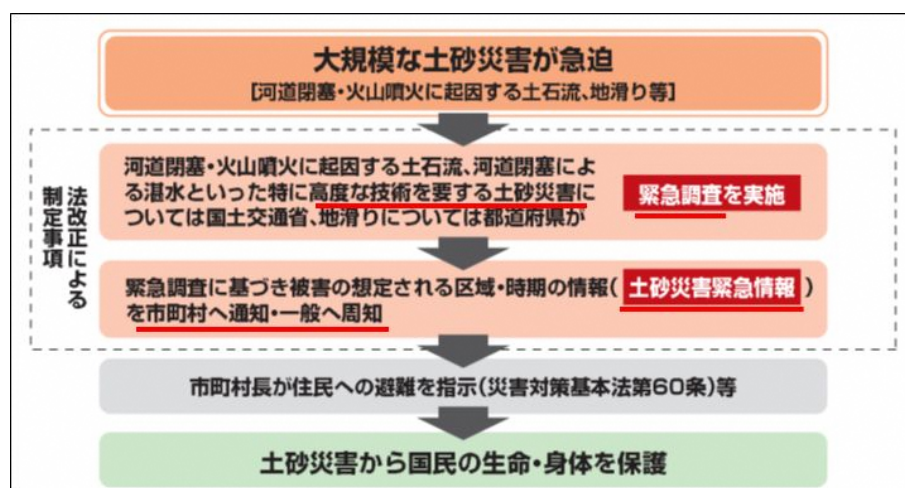 大規模な土砂災害が急迫
[河道閉塞・火山噴火に起因する土石流、地滑り等]
法改正による
制定事項
河道閉塞・火山噴火に起因する土石流、河道閉塞によ
る湛水といった特に高度な技術を要する土砂災害に
ついては国土交通省、地滑りについては都道府県が
緊急調査を実施
緊急調査に基づき被害の想定される区域・時期の情報(土砂災害緊急情報)
を市町村へ通知・一般へ周知
市町村長が住民への避難を指示(災害対策基本法第60条)等
土砂災害から国民の生命・身体を保護